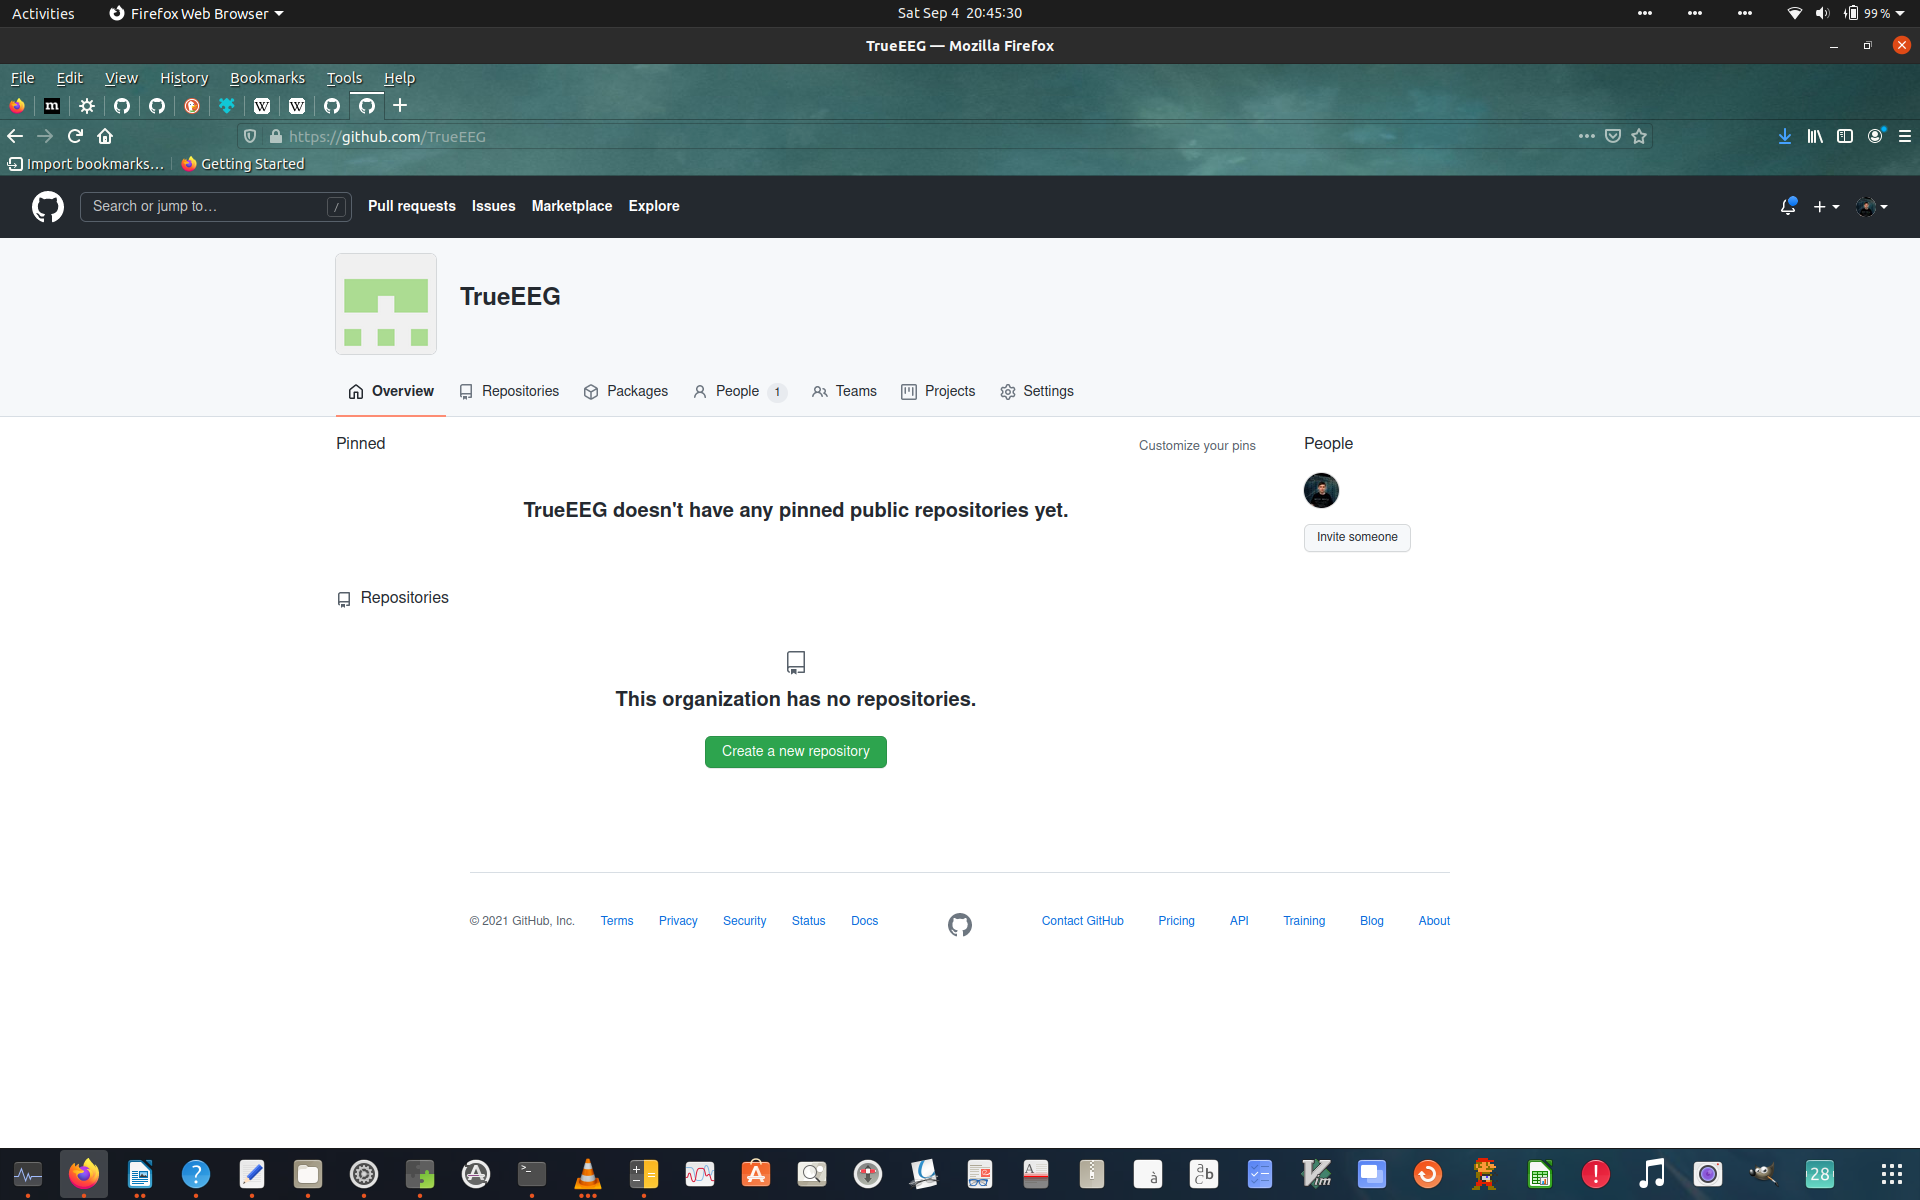 Activities Firefox Web Browser Sat Sep 4 20:45:30 99 %
TrueEEG — Mozilla Firefox
File Edit View History Bookmarks Tools Help
https://github.com/TrueEEG
Import bookmarks… Getting Started
Search or jump to… / Pull requests Issues Marketplace Explore
TrueEEG
Overview Repositories Packages People 1 Teams Projects Settings
Pinned Customize your pins People
TrueEEG doesn't have any pinned public repositories yet.
Invite someone
Repositories
This organization has no repositories.
Create a new repository
© 2021 GitHub, Inc. Terms Privacy Security Status Docs Contact GitHub Pricing API Training Blog About
28